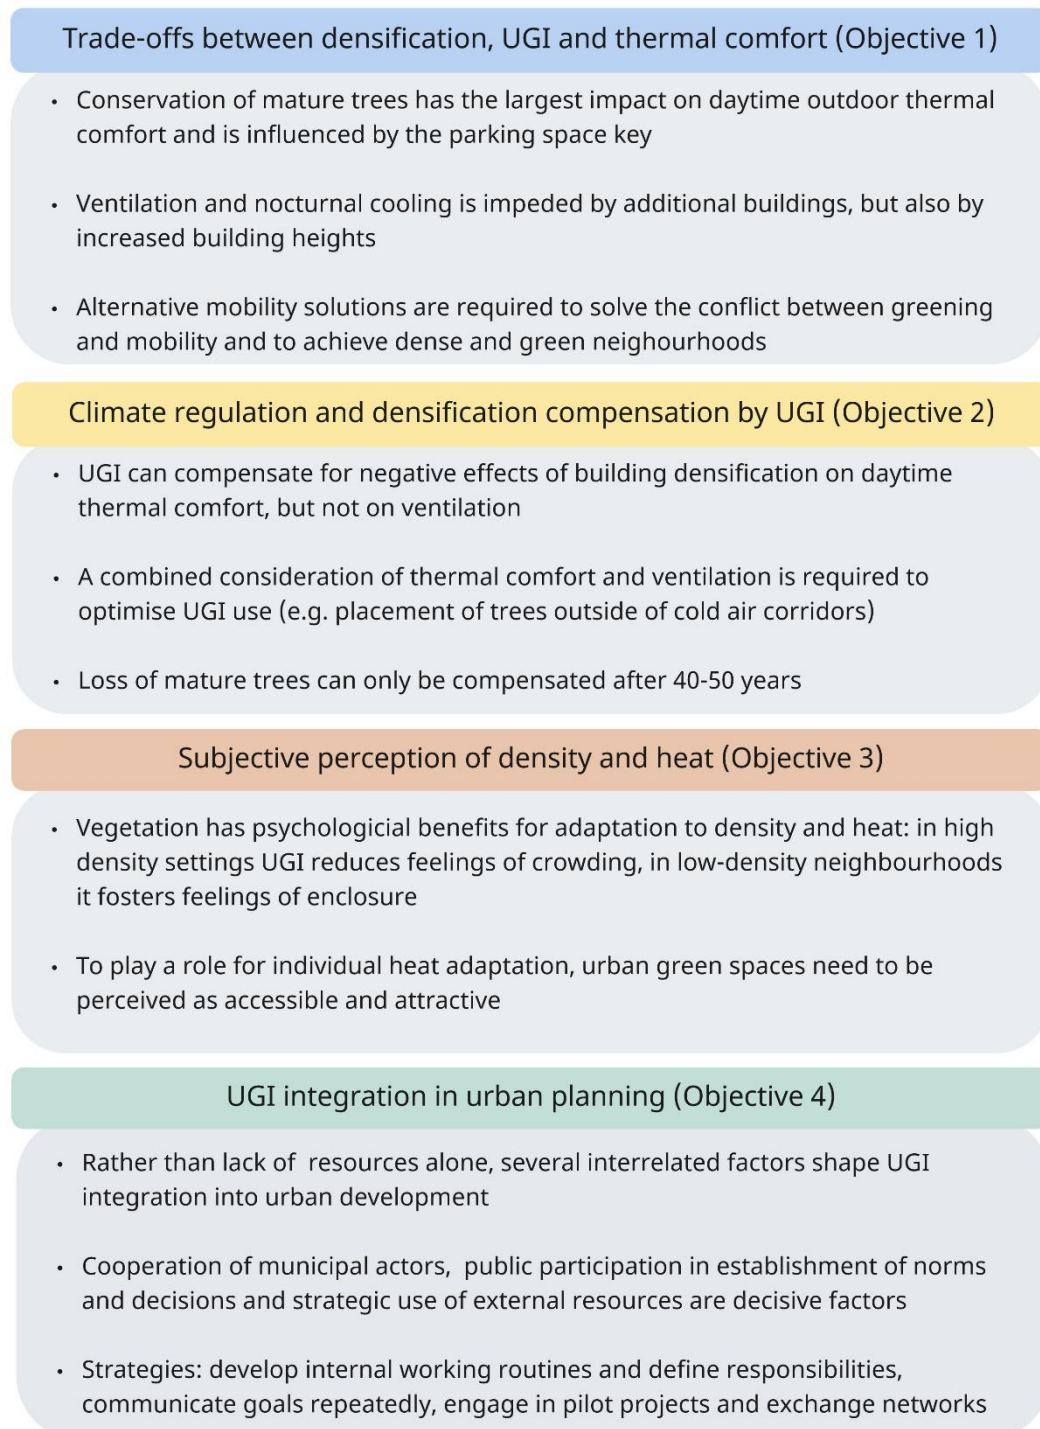 Trade-offs between densification, UGI and thermal comfort (Objective 1)
• Conservation of mature trees has the largest impact on daytime outdoor thermal
comfort and is influenced by the parking space key
• Ventilation and nocturnal cooling is impeded by additional buildings, but also by
increased building heights
• Alternative mobility solutions are required to solve the conflict between greening
and mobility and to achieve dense and green neighourhoods
Climate regulation and densification compensation by UGI (Objective 2)
• UGI can compensate for negative effects of building densification on daytime
thermal comfort, but not on ventilation
• A combined consideration of thermal comfort and ventilation is required to
optimise UGI use (e.g. placement of trees outside of cold air corridors)
• Loss of mature trees can only be compensated after 40-50 years
Subjective perception of density and heat (Objective 3)
• Vegetation has psychologicial benefits for adaptation to density and heat: in high
density settings UGI reduces feelings of crowding, in low-density neighbourhoods
it fosters feelings of enclosure
• To play a role for individual heat adaptation, urban green spaces need to be
perceived as accessible and attractive
UGI integration in urban planning (Objective 4)
• Rather than lack of  resources alone, several interrelated factors shape UGI
integration into urban development
• Cooperation of municipal actors,  public participation in establishment of norms
and decisions and strategic use of external resources are decisive factors
• Strategies: develop internal working routines and define responsibilities,
communicate goals repeatedly, engage in pilot projects and exchange networks